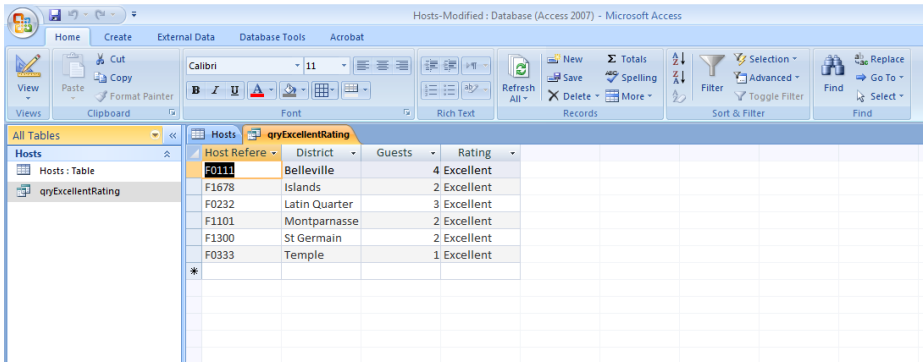 Hosts-Modified : Database (Access 2007) - Microsoft Access
Home Create External Data Database Tools Acrobat
View
Views
Paste
Cut
Copy
Format Painter
Clipboard
Calibri 11
B I U A
Font
Rich Text
Refresh
All
New
Save
Delete
Σ Totals
Spelling
More
Records
Filter
Selection
Advanced
Toggle Filter
Sort & Filter
Find
Replace
Go To
Select
Find
All Tables «
Hosts
Hosts : Table
qryExcellentRating
Hosts qryExcellentRating
Host Refere District Guests Rating
F0111 Belleville 4 Excellent
F1678 Islands 2 Excellent
F0232 Latin Quarter 3 Excellent
F1101 Montparnasse 2 Excellent
F1300 St Germain 2 Excellent
F0333 Temple 1 Excellent